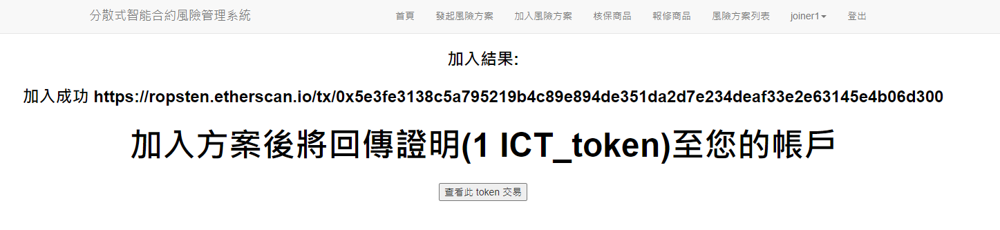 分散式智能合約風險管理系統 首頁 發起風險方案 加入風險方案 核保商品 報修商品 風險方案列表 joiner1 登出
加入結果:
加入成功 https://ropsten.etherscan.io/tx/0x5e3fe3138c5a795219b4c89e894de351da2d7e234deaf33e2e63145e4b06d300
加入方案後將回傳證明(1 ICT_token)至您的帳戶
查看此 token 交易